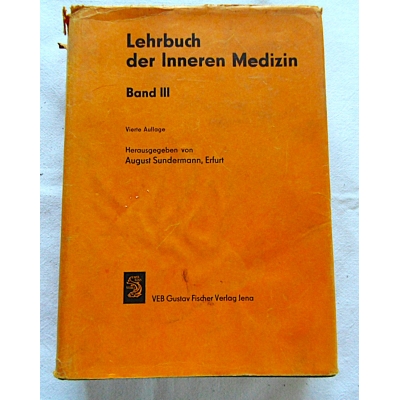 Lehrbuch
der Inneren Medizin
Band III
Vierte Auflage
Herausgegeben von
August Sundermann, Erfurt
VEB Gustav Fischer Verlag Jena